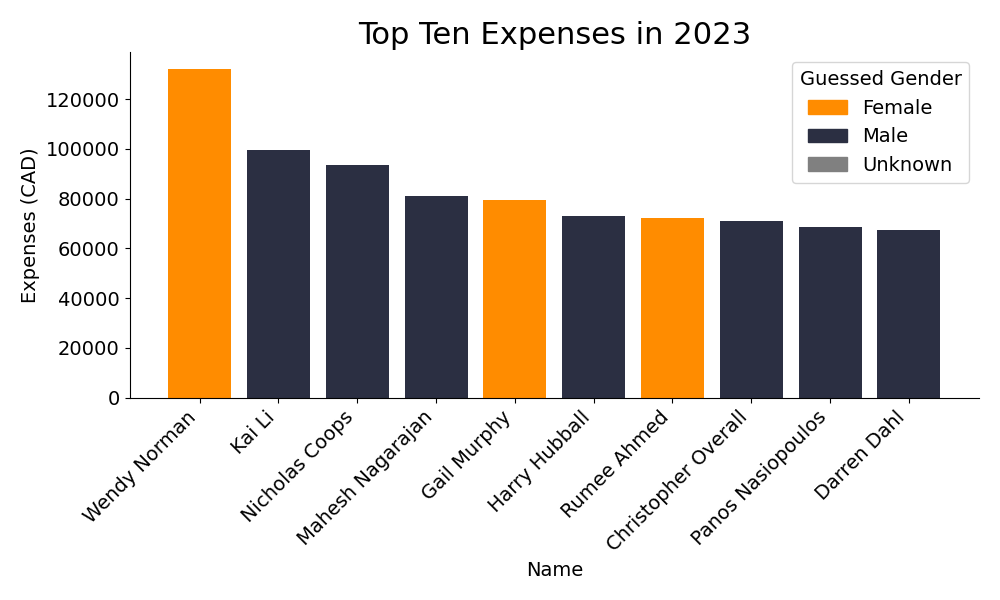 Top Ten Expenses in 2023
Guessed Gender
Female
Male
Unknown
Expenses (CAD)
120000
100000
80000
60000
40000
20000
0
Wendy Norman
Kai Li
Nicholas Coops
Mahesh Nagarajan
Gail Murphy
Harry Hubball
Rumee Ahmed
Christopher Overall
Panos Nasiopoulos
Darren Dahl
Name